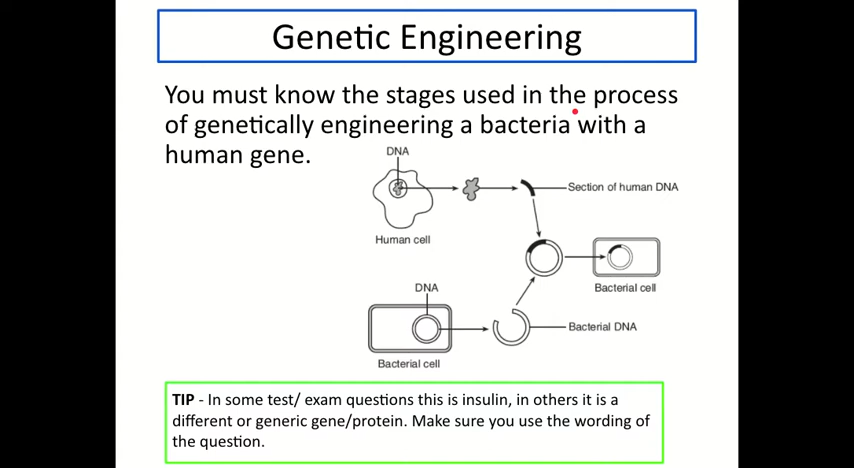 Genetic Engineering
You must know the stages used in the process
of genetically engineering a bacteria with a
human gene.
DNA
Section of human DNA
Human cell
DNA
Bacterial cell
Bacterial DNA
Bacterial cell
TIP - In some test/ exam questions this is insulin, in others it is a
different or generic gene/protein. Make sure you use the wording of
the question.